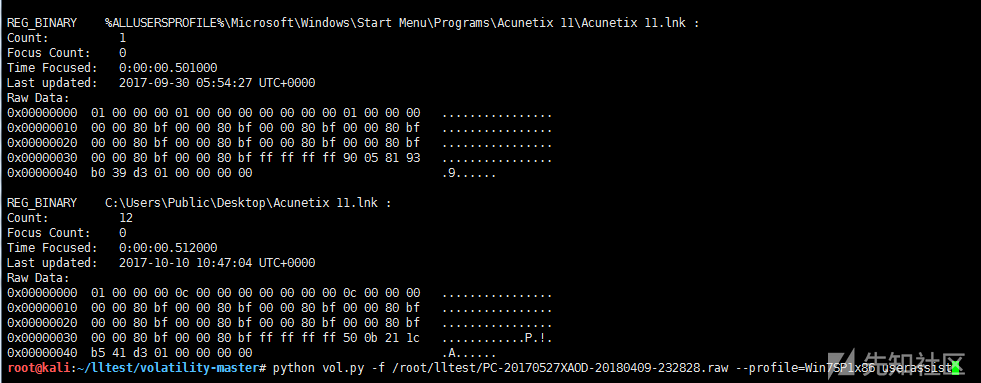 REG_BINARY    %ALLUSERSPROFILE%\Microsoft\Windows\Start Menu\Programs\Acunetix 11\Acunetix 11.lnk :
Count:          1
Focus Count:    0
Time Focused:   0:00:00.501000
Last updated:   2017-09-30 05:54:27 UTC+0000
Raw Data:
0x00000000  01 00 00 00 01 00 00 00 00 00 00 00 01 00 00 00   ................
0x00000010  00 00 80 bf 00 00 80 bf 00 00 80 bf 00 00 80 bf   ................
0x00000020  00 00 80 bf 00 00 80 bf 00 00 80 bf 00 00 80 bf   ................
0x00000030  00 00 80 bf 00 00 80 bf ff ff ff ff 90 05 81 93   ................
0x00000040  b0 39 d3 01 00 00 00 00                           .9......
REG_BINARY    C:\Users\Public\Desktop\Acunetix 11.lnk :
Count:          12
Focus Count:    0
Time Focused:   0:00:00.512000
Last updated:   2017-10-10 10:47:04 UTC+0000
Raw Data:
0x00000000  01 00 00 00 0c 00 00 00 00 00 00 00 0c 00 00 00   ................
0x00000010  00 00 80 bf 00 00 80 bf 00 00 80 bf 00 00 80 bf   ................
0x00000020  00 00 80 bf 00 00 80 bf 00 00 80 bf 00 00 80 bf   ................
0x00000030  00 00 80 bf 00 00 80 bf ff ff ff ff 50 0b 21 1c   ............P.!.
0x00000040  b5 41 d3 01 00 00 00 00                           .A......
root@kali:~/lltest/volatility-master# python vol.py -f /root/lltest/PC-20170527XAOD-20180409-232828.raw --profile=Win7SP1x86 userassist
先知社区